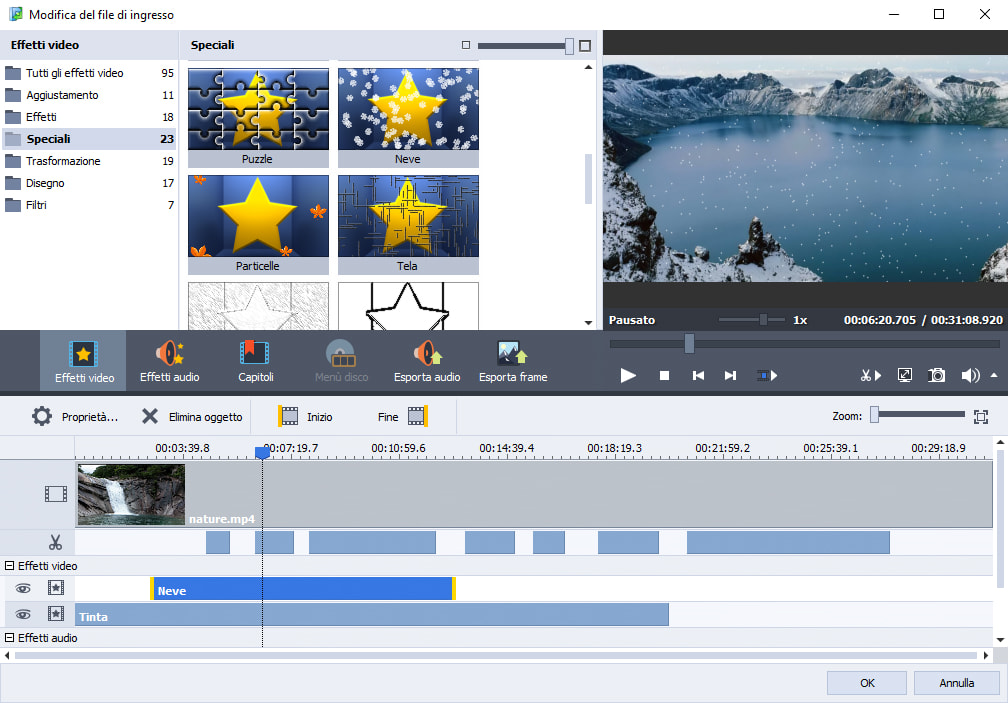 Modifica del file di ingresso
Effetti video
Speciali
Tutti gli effetti video 95
Aggiustamento 11
Effetti 18
Speciali 23
Trasformazione 19
Disegno 17
Filtri 7
Puzzle
Neve
Particelle
Tela
Pausato
1x
00:06:20.705 / 00:31:08.920
Effetti video
Effetti audio
Capitoli
Menù disco
Esporta audio
Esporta frame
Proprietà...
Elimina oggetto
Inizio
Fine
Zoom:
00:03:39.8
00:07:19.7
00:10:59.6
00:14:39.4
00:18:19.3
00:21:59.2
00:25:39.1
00:29:18.9
nature.mp4
Effetti video
Neve
Tinta
Effetti audio
OK
Annulla